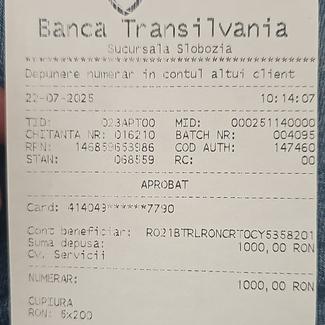 Banca Transilvania
Sucursala Slobozia
Depunere numerar in contul altui client
22-07-2025 10:14:07
TID: 0234PT00 MID: 000251140000
CHITANTA NR: 016210 BATCH NR: 004095
RRN: 146859653986 COD AUTH: 147460
STAN: 068559 RC: 00
APROBAT
Card: 414049******7790
Cont beneficiar: RO21BTRLRONCRT0CY5358201
Suma depusa: 1000,00 RON
Cv. Servicii
NUMERAR: 1000,00 RON
CUPIURA
RON: 5x200